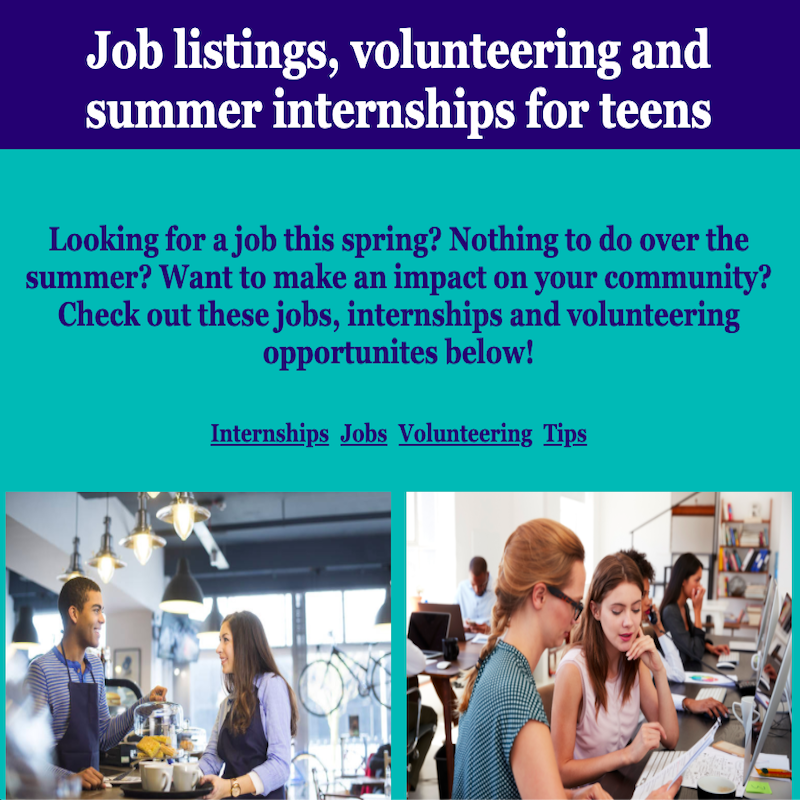 Job listings, volunteering and
summer internships for teens
Looking for a job this spring? Nothing to do over the
summer? Want to make an impact on your community?
Check out these jobs, internships and volunteering
opportunites below!
Internships Jobs Volunteering Tips